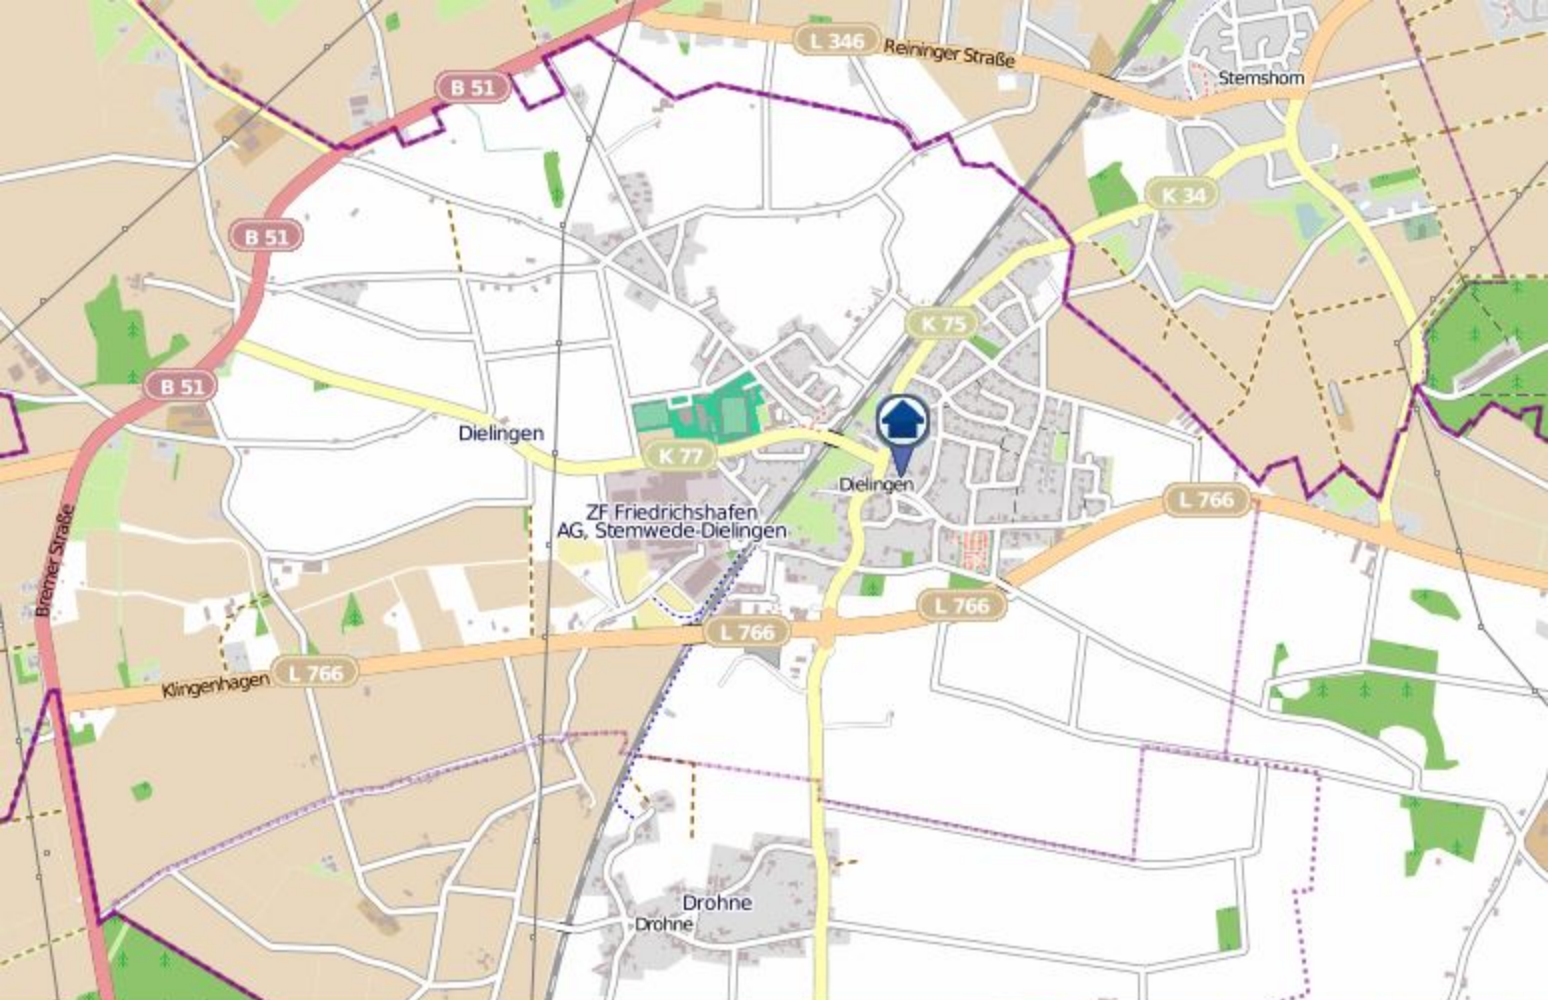 L 346
Reininger Straße
Stemshorn
B 51
K 34
B 51
K 75
B 51
Dielingen
K 77
Dielingen
L 766
ZF Friedrichshafen
AG, Stemwede-Dielingen
Bremer Straße
L 766
L 766
L 766
Klingenhagen
Drohne
Drohne